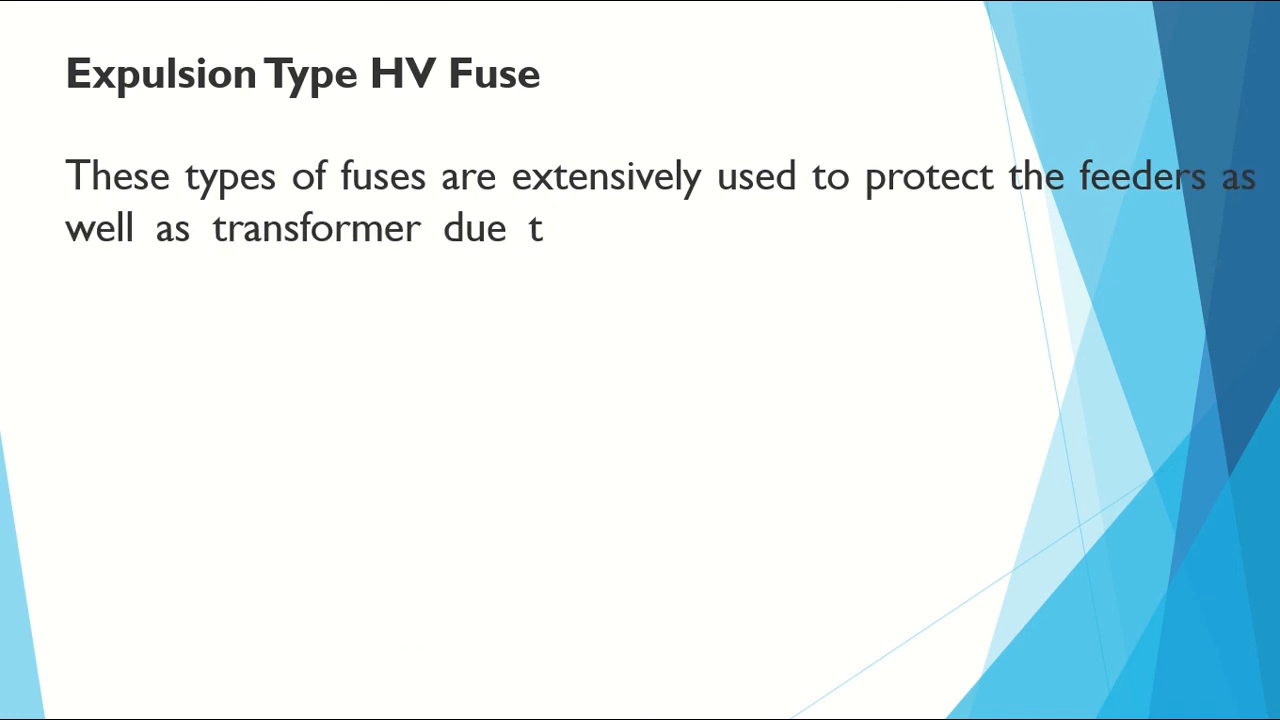 Expulsion Type HV Fuse
These types of fuses are extensively used to protect the feeders as
well as transformer due t